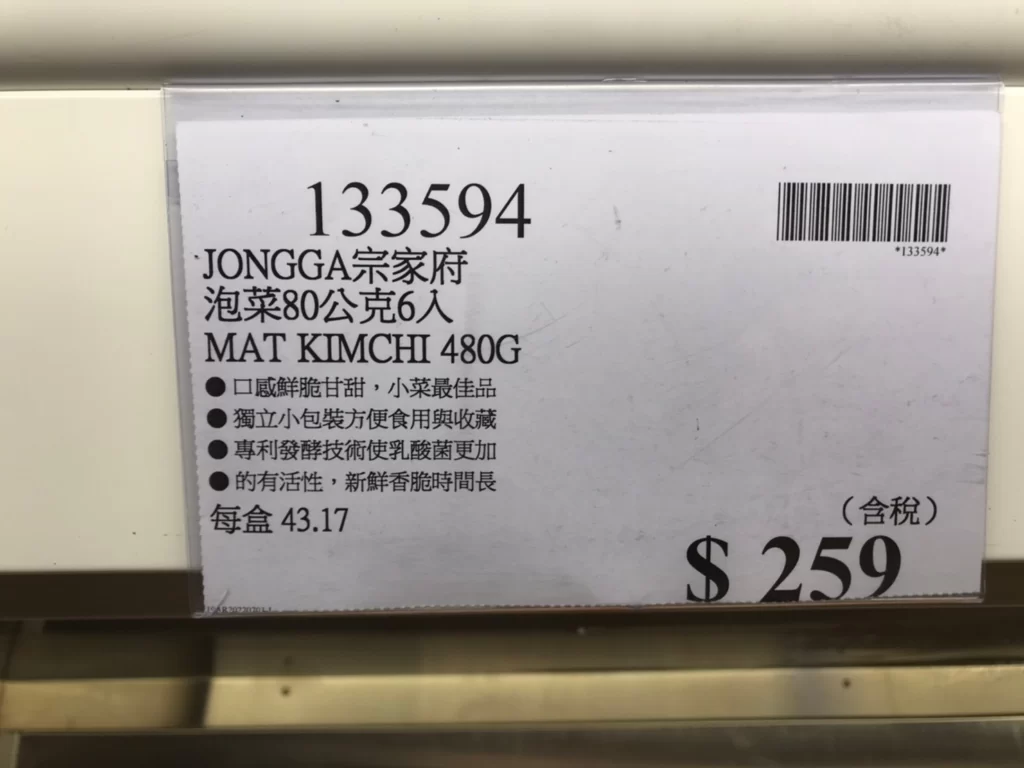 133594
*133594*
JONGGA宗家府
泡菜80公克6入
MAT KIMCHI 480G
● 口感鮮脆甘甜，小菜最佳品
● 獨立小包裝方便食用與收藏
● 專利發酵技術使乳酸菌更加
● 的有活性，新鮮香脆時間長
每盒 43.17
（含稅）
$ 259